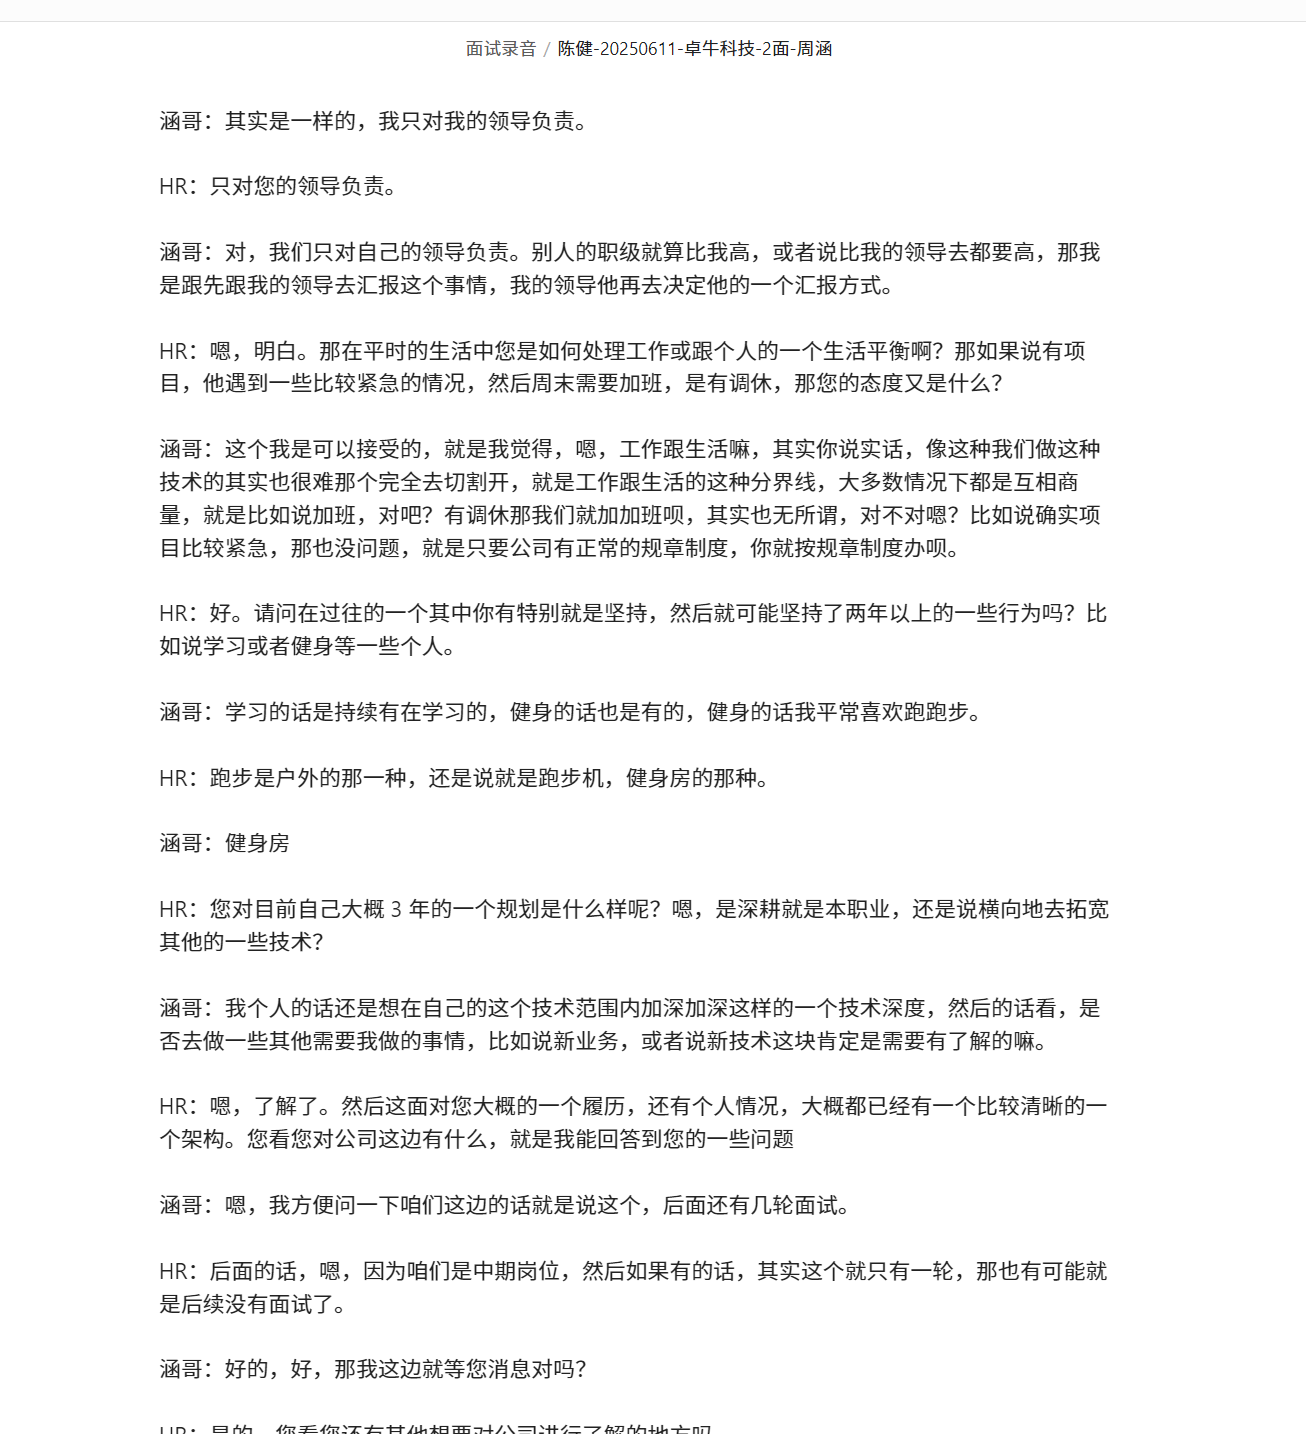 面试录音 / 陈健-20250611-卓牛科技-2面-周涵
涵哥：其实是一样的，我只对我的领导负责。
HR：只对您的领导负责。
涵哥：对，我们只对自己的领导负责。别人的职级就算比我高，或者说比我的领导去都要高，那我
是跟先跟我的领导去汇报这个事情，我的领导他再去决定他的一个汇报方式。
HR：嗯，明白。那在平时的生活中您是如何处理工作或跟个人的一个生活平衡啊？那如果说有项
目，他遇到一些比较紧急的情况，然后周末需要加班，是有调休，那您的态度又是什么？
涵哥：这个我是可以接受的，就是我觉得，嗯，工作跟生活嘛，其实你说实话，像这种我们做这种
技术的其实也很难那个完全去切割开，就是工作跟生活的这种分界线，大多数情况下都是互相商
量，就是比如说加班，对吧？有调休那我们就加加班呗，其实也无所谓，对不对嗯？比如说确实项
目比较紧急，那也没问题，就是只要公司有正常的规章制度，你就按规章制度办呗。
HR：好。请问在过往的一个其中你有特别就是坚持，然后就可能坚持了两年以上的一些行为吗？比
如说学习或者健身等一些个人。
涵哥：学习的话是持续有在学习的，健身的话也是有的，健身的话我平常喜欢跑跑步。
HR：跑步是户外的那一种，还是说就是跑步机，健身房的那种。
涵哥：健身房
HR：您对目前自己大概 3 年的一个规划是什么样呢？嗯，是深耕就是本职业，还是说横向地去拓宽
其他的一些技术？
涵哥：我个人的话还是想在自己的这个技术范围内加深加深这样的一个技术深度，然后的话看，是
否去做一些其他需要我做的事情，比如说新业务，或者说新技术这块肯定是需要有了解的嘛。
HR：嗯，了解了。然后这面对您大概的一个履历，还有个人情况，大概都已经有一个比较清晰的一
个架构。您看您对公司这边有什么，就是我能回答到您的一些问题
涵哥：嗯，我方便问一下咱们这边的话就是说这个，后面还有几轮面试。
HR：后面的话，嗯，因为咱们是中期岗位，然后如果有的话，其实这个就只有一轮，那也有可能就
是后续没有面试了。
涵哥：好的，好，那我这边就等您消息对吗？
HR：是的，您看您还有其他想要对公司进行了解的地方吗